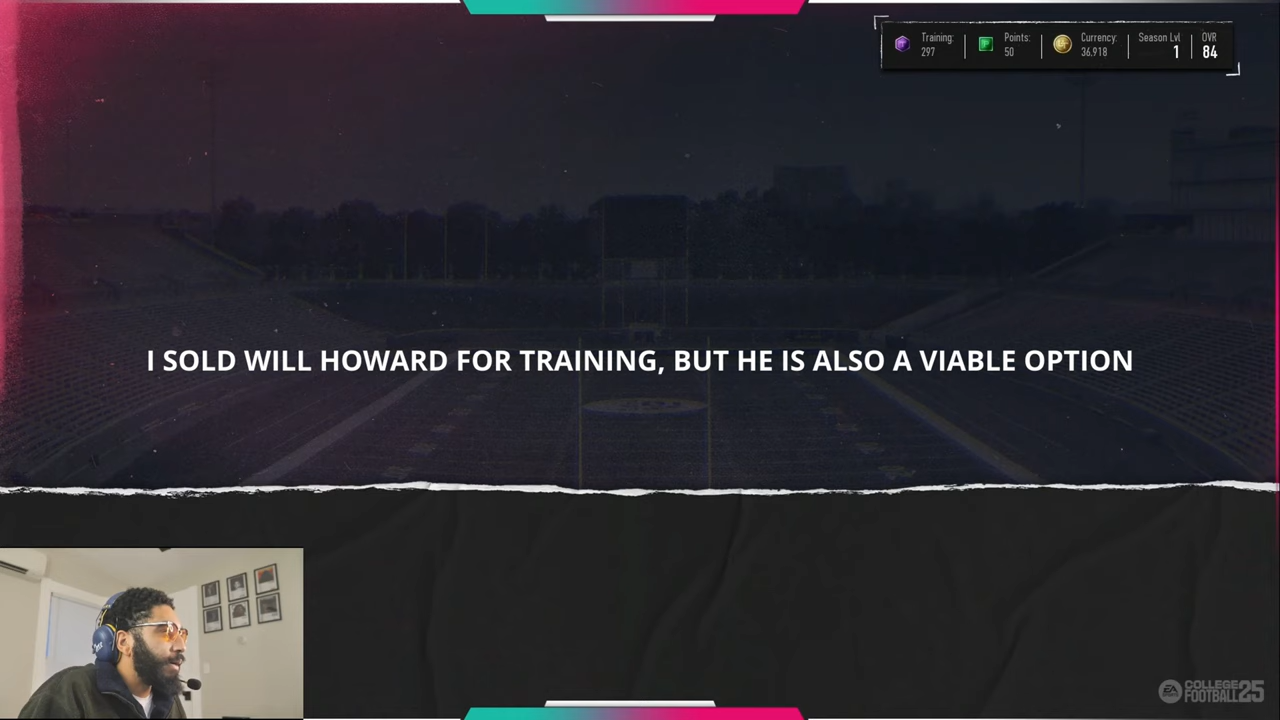 Training: Points: Currency: Season Lvl OVR
297 50 36,918 1 84
I SOLD WILL HOWARD FOR TRAINING, BUT HE IS ALSO A VIABLE OPTION
EA COLLEGE
FOOTBALL 25